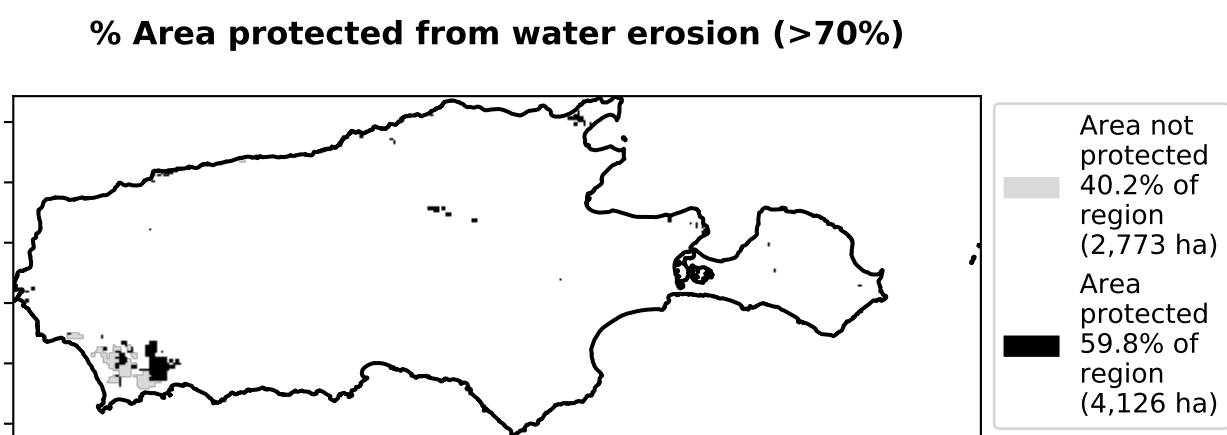 % Area protected from water erosion (>70%)
Area not
protected
40.2% of
region
(2,773 ha)
Area
protected
59.8% of
region
(4,126 ha)